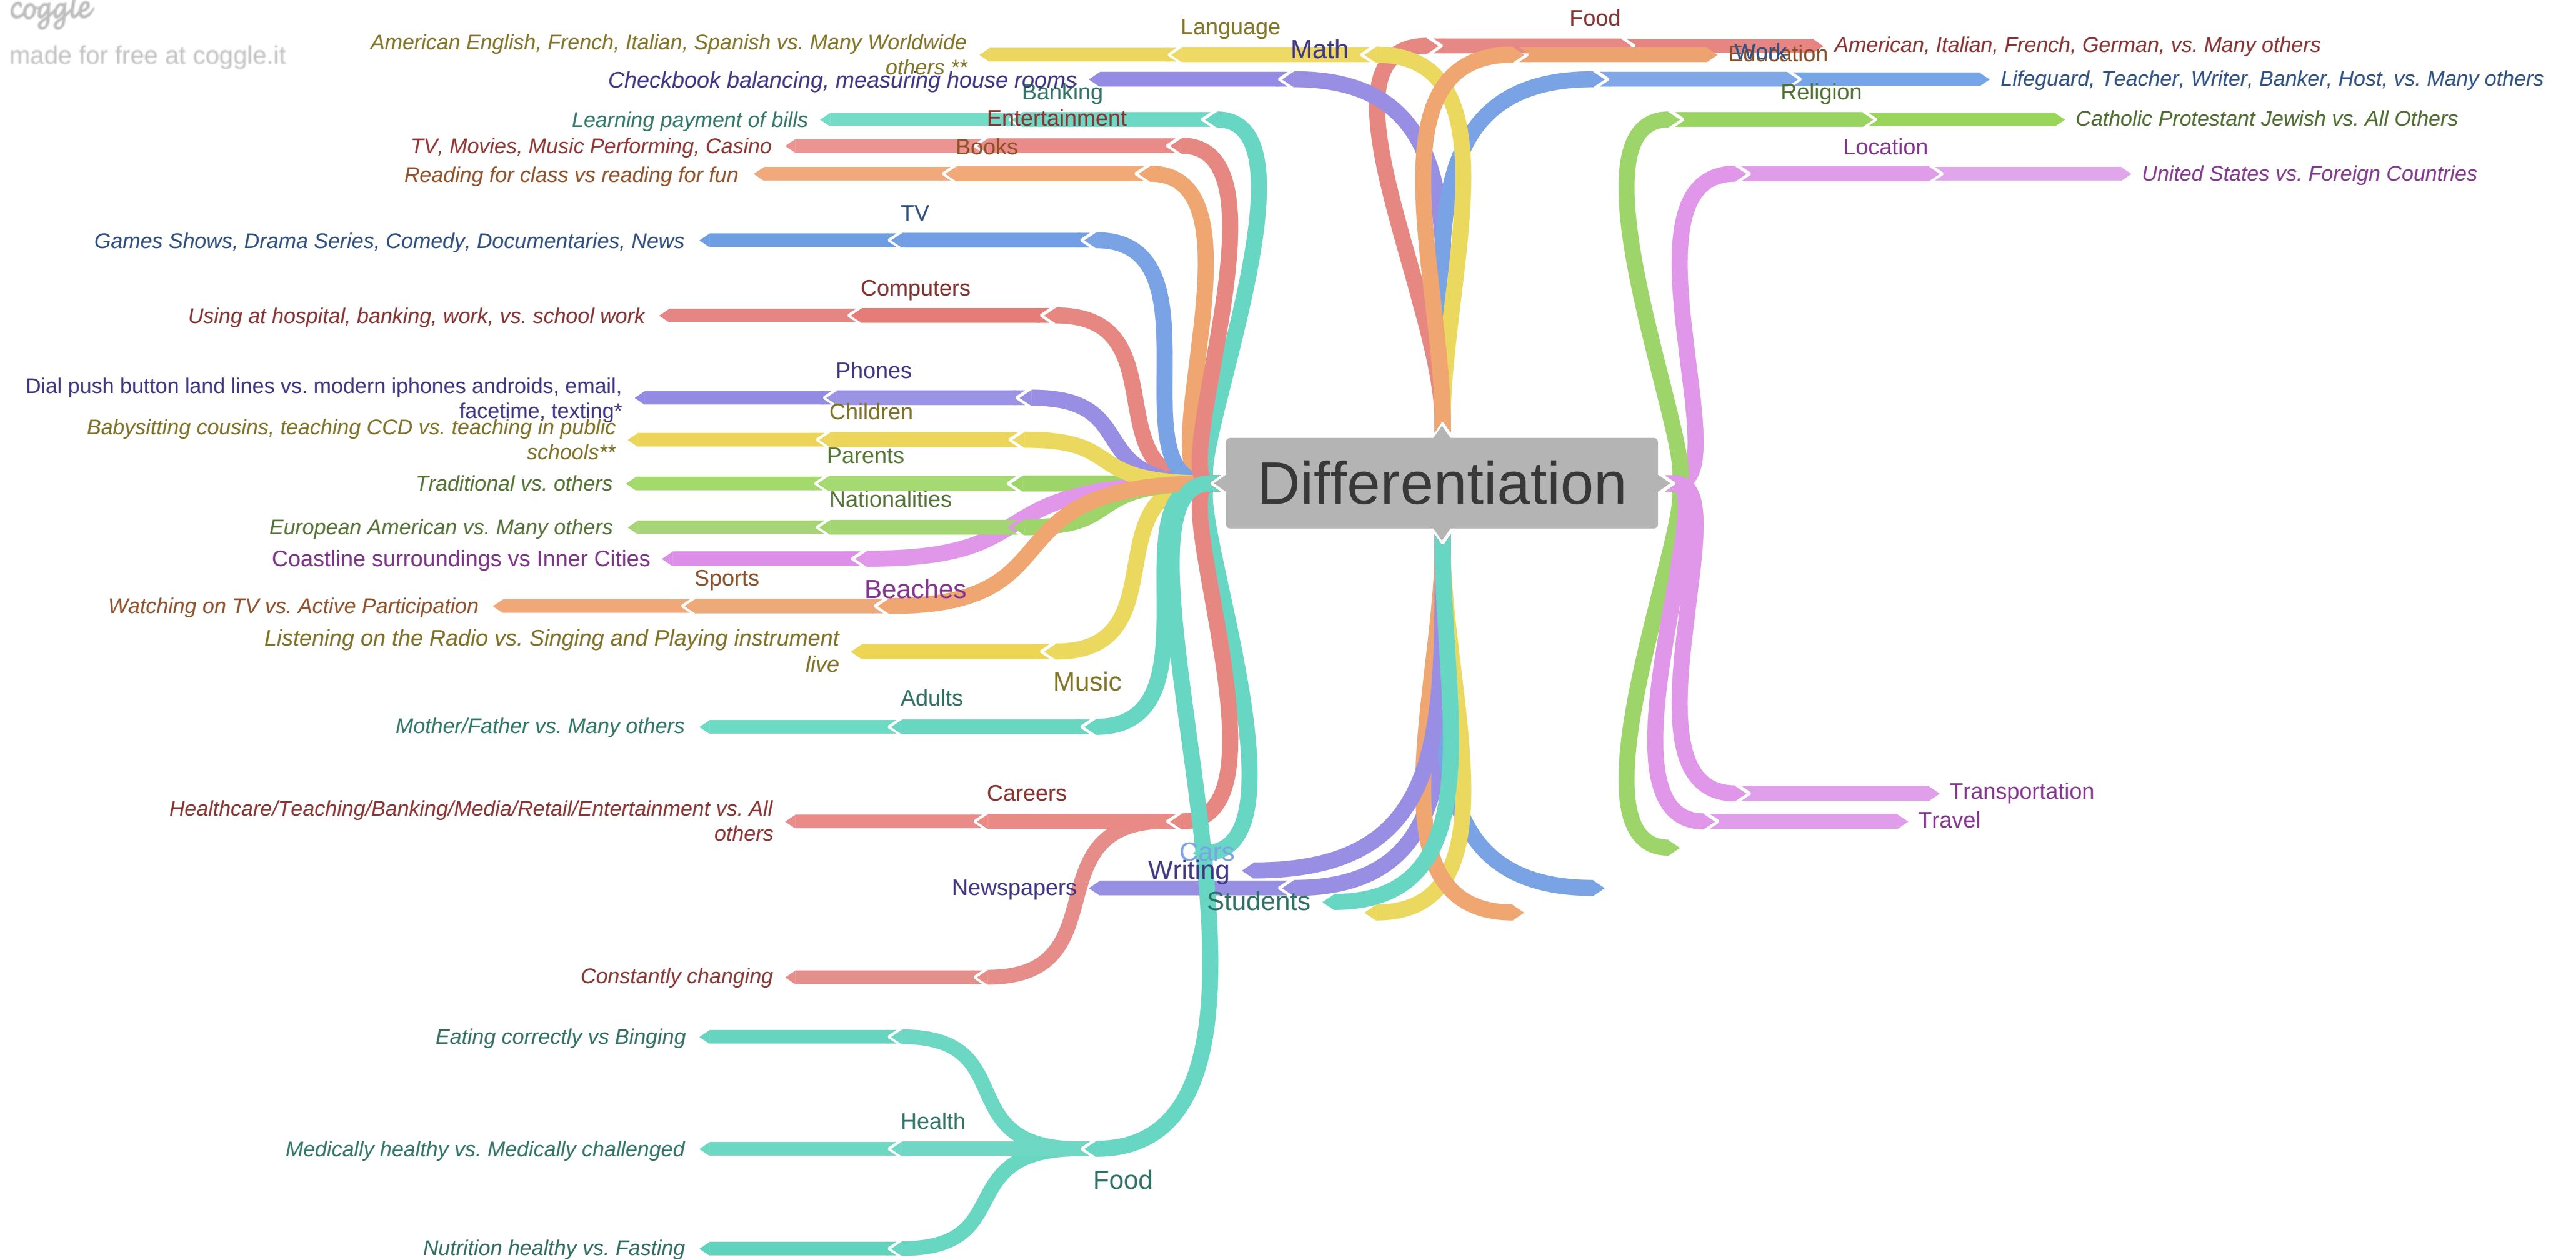 coggle
made for free at coggle.it
Language
American English, French, Italian, Spanish vs. Many Worldwide
others **
Math
Checkbook balancing, measuring house rooms
Banking
Learning payment of bills
Entertainment
TV, Movies, Music Performing, Casino
Books
Reading for class vs reading for fun
TV
Games Shows, Drama Series, Comedy, Documentaries, News
Computers
Using at hospital, banking, work, vs. school work
Phones
Dial push button land lines vs. modern iphones androids, email,
facetime, texting*
Children
Babysitting cousins, teaching CCD vs. teaching in public
schools**
Parents
Traditional vs. others
Nationalities
European American vs. Many others
Coastline surroundings vs Inner Cities
Beaches
Sports
Watching on TV vs. Active Participation
Listening on the Radio vs. Singing and Playing instrument
live
Music
Adults
Mother/Father vs. Many others
Careers
Healthcare/Teaching/Banking/Media/Retail/Entertainment vs. All
others
Cars
Writing
Newspapers
Students
Constantly changing
Eating correctly vs Binging
Health
Medically healthy vs. Medically challenged
Food
Nutrition healthy vs. Fasting
Differentiation
Food
American, Italian, French, German, vs. Many others
Education
Work
Lifeguard, Teacher, Writer, Banker, Host, vs. Many others
Religion
Catholic Protestant Jewish vs. All Others
Location
United States vs. Foreign Countries
Transportation
Travel